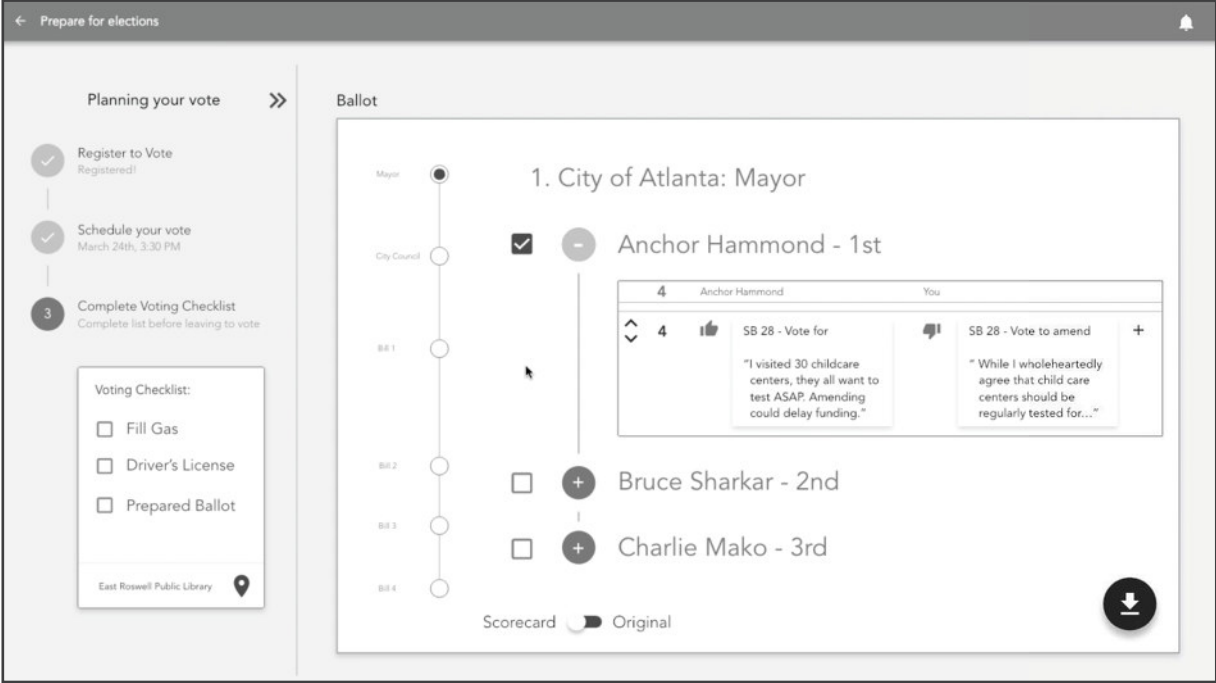 Prepare for elections
Planning your vote
Register to Vote
Registered!
Schedule your vote
March 24th, 3:30 PM
3
Complete Voting Checklist
Complete list before leaving to vote
Voting Checklist:
Fill Gas
Driver's License
Prepared Ballot
East Roswell Public Library
Ballot
Mayor
City Council
Bill 1
Bill 2
Bill 3
Bill 4
1. City of Atlanta: Mayor
- Anchor Hammond - 1st
4 Anchor Hammond You
4 SB 28 - Vote for
"I visited 30 childcare
centers, they all want to
test ASAP. Amending
could delay funding."
SB 28 - Vote to amend +
" While I wholeheartedly
agree that child care
centers should be
regularly tested for..."
+ Bruce Sharkar - 2nd
+ Charlie Mako - 3rd
Scorecard Original